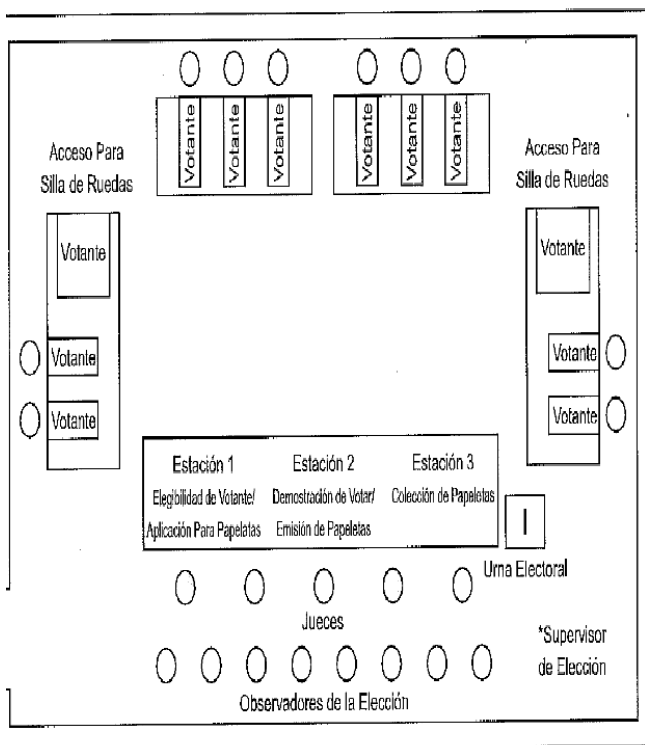 Votante
Votante
Votante
Votante
Votante
Votante
Acceso Para
Silla de Ruedas
Acceso Para
Silla de Ruedas
Votante
Votante
Votante
Votante
Votante
Votante
Estación 1
Elegibilidad de Votante/
Aplicación Para Papelatas
Estación 2
Demostración de Votar/
Emisión de Papeletas
Estación 3
Colección de Papeletas
I
Urna Electoral
Jueces
*Supervisor
de Elección
Observadores de la Elección